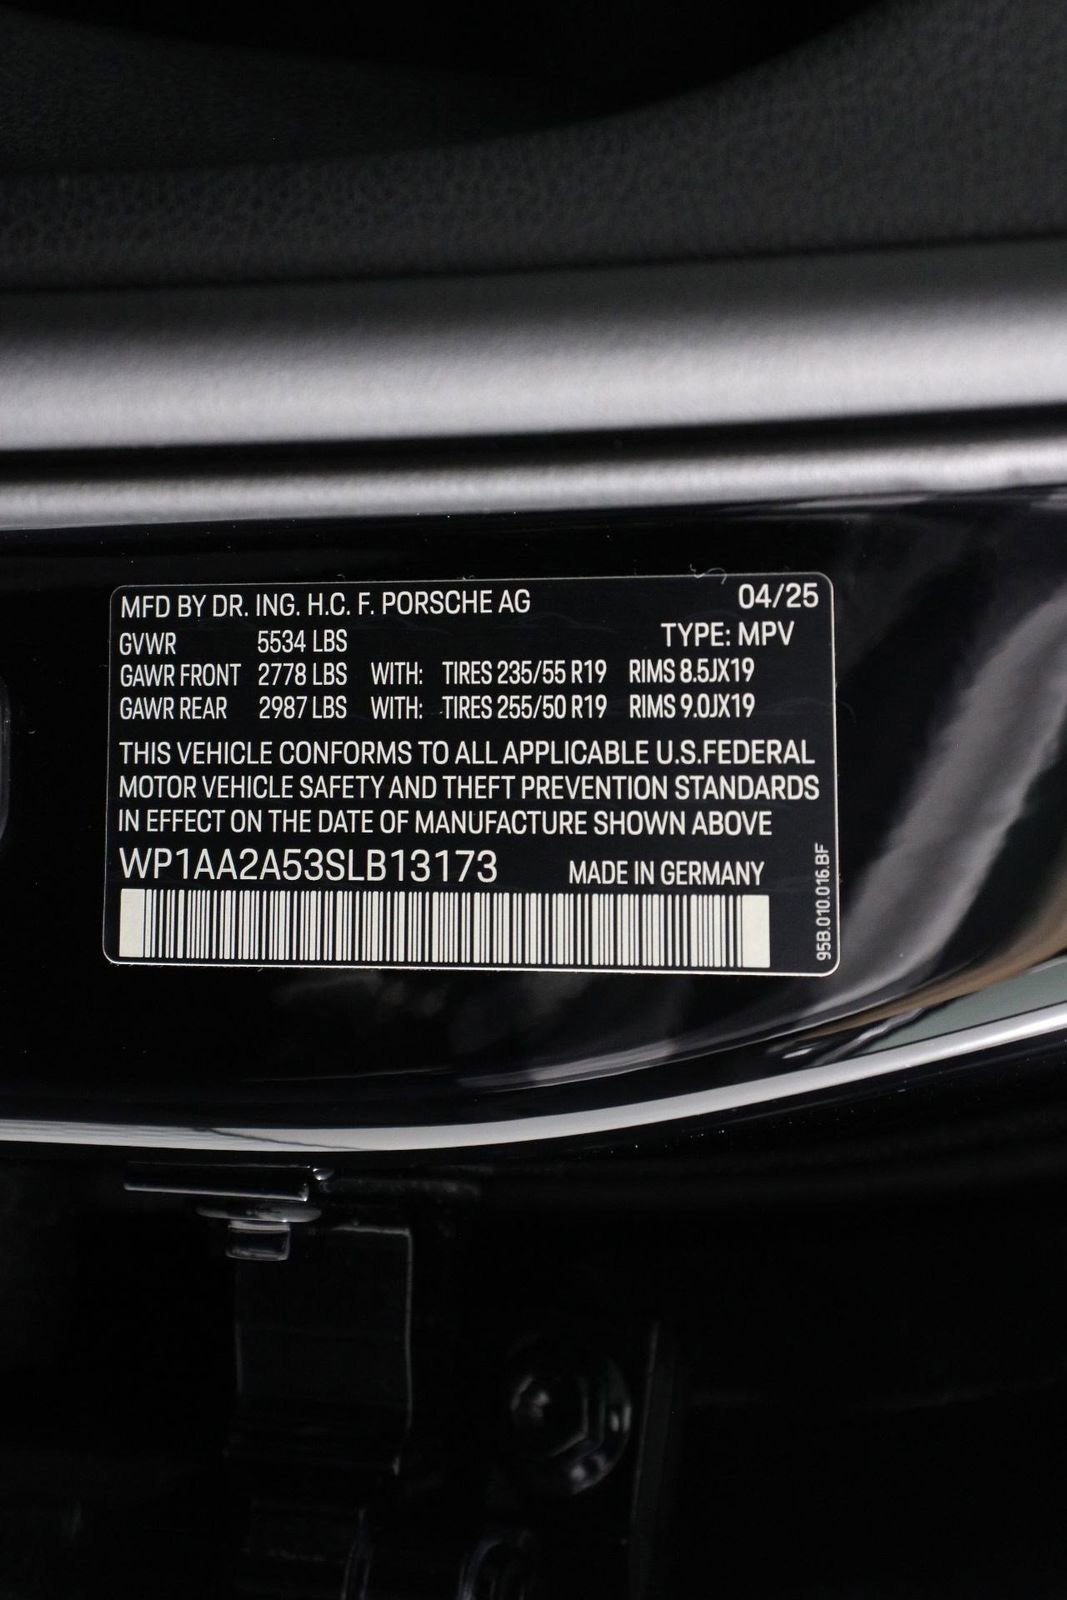 MFD BY DR. ING. H.C. F. PORSCHE AG 04/25
GVWR 5534 LBS TYPE: MPV
GAWR FRONT 2778 LBS WITH: TIRES 235/55 R19 RIMS 8.5JX19
GAWR REAR 2987 LBS WITH: TIRES 255/50 R19 RIMS 9.0JX19
THIS VEHICLE CONFORMS TO ALL APPLICABLE U.S.FEDERAL
MOTOR VEHICLE SAFETY AND THEFT PREVENTION STANDARDS
IN EFFECT ON THE DATE OF MANUFACTURE SHOWN ABOVE
WP1AA2A53SLB13173 MADE IN GERMANY
95B.010.016.BF